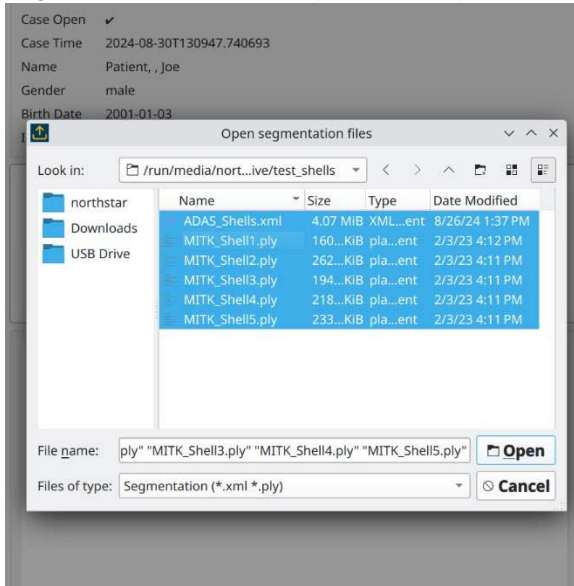 Case Open ✔
Case Time 2024-08-30T130947.740693
Name Patient, , Joe
Gender male
Birth Date 2001-01-03
Open segmentation files
Look in: /run/media/nort...ive/test_shells
northstar
Downloads
USB Drive
Name Size Type Date Modified
ADAS_Shells.xml 4.07 MiB XML...ent 8/26/24 1:37 PM
MITK_Shell1.ply 160...KiB pla...ent 2/3/23 4:12 PM
MITK_Shell2.ply 262...KiB pla...ent 2/3/23 4:11 PM
MITK_Shell3.ply 194...KiB pla...ent 2/3/23 4:11 PM
MITK_Shell4.ply 218...KiB pla...ent 2/3/23 4:11 PM
MITK_Shell5.ply 233...KiB pla...ent 2/3/23 4:11 PM
File name: ply" "MITK_Shell3.ply" "MITK_Shell4.ply" "MITK_Shell5.ply" Open
Files of type: Segmentation (*.xml *.ply) Cancel